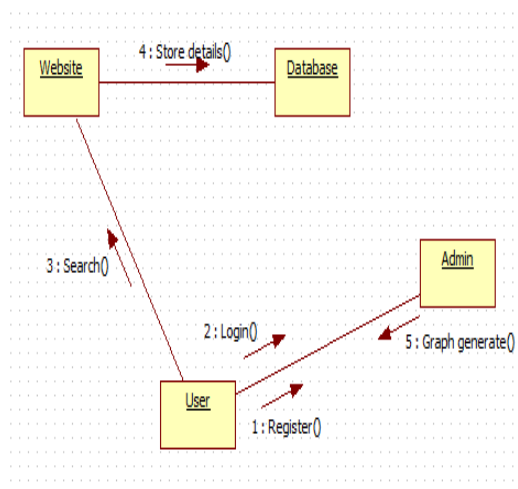 4 : Store details()
Website
Database
3 : Search()
Admin
2 : Login()
5 : Graph generate()
User
1 : Register()